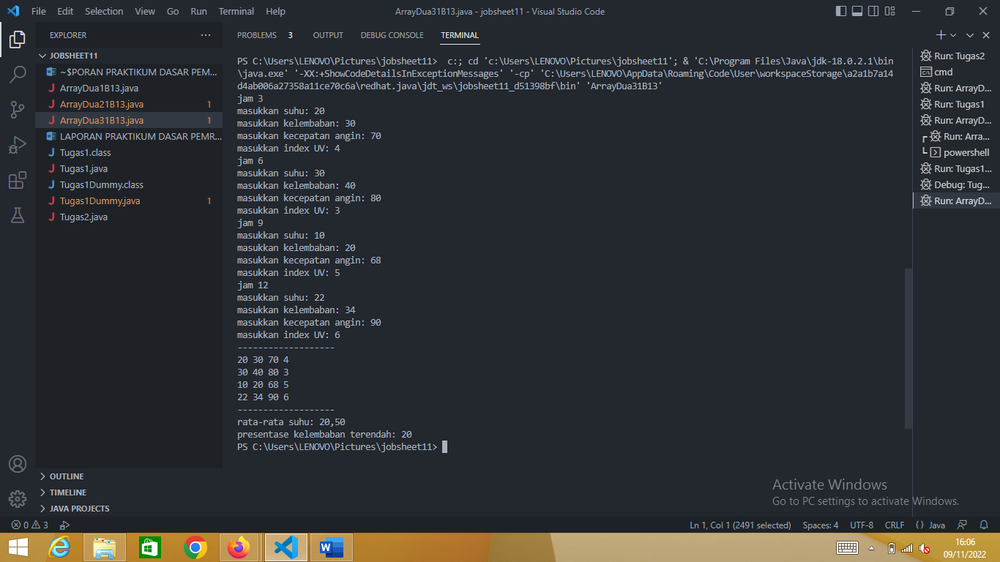 File Edit Selection View Go Run Terminal Help
ArrayDua31B13.java - jobsheet11 - Visual Studio Code
EXPLORER
JOBSHEET11
~$PORAN PRAKTIKUM DASAR PEM...
ArrayDua1B13.java
ArrayDua21B13.java 1
ArrayDua31B13.java 1
LAPORAN PRAKTIKUM DASAR PEMR...
Tugas1.class
Tugas1.java
Tugas1Dummy.class
Tugas1Dummy.java 1
Tugas2.java
OUTLINE
TIMELINE
JAVA PROJECTS
PROBLEMS 3 OUTPUT DEBUG CONSOLE TERMINAL
PS C:\Users\LENOVO\Pictures\jobsheet11> c:; cd 'c:\Users\LENOVO\Pictures\jobsheet11'; & 'C:\Program Files\Java\jdk-18.0.2.1\bin
\java.exe' '-XX:+ShowCodeDetailsInExceptionMessages' '-cp' 'C:\Users\LENOVO\AppData\Roaming\Code\User\workspaceStorage\a2a1b7a14
d4ab006a27358a11ce70c6a\redhat.java\jdt_ws\jobsheet11_d51398bf\bin' 'ArrayDua31B13'
jam 3
masukkan suhu: 20
masukkan kelembaban: 30
masukkan kecepatan angin: 70
masukkan index UV: 4
jam 6
masukkan suhu: 30
masukkan kelembaban: 40
masukkan kecepatan angin: 80
masukkan index UV: 3
jam 9
masukkan suhu: 10
masukkan kelembaban: 20
masukkan kecepatan angin: 68
masukkan index UV: 5
jam 12
masukkan suhu: 22
masukkan kelembaban: 34
masukkan kecepatan angin: 90
masukkan index UV: 6
-------------------
20 30 70 4
30 40 80 3
10 20 68 5
22 34 90 6
-------------------
rata-rata suhu: 20,50
presentase kelembaban terendah: 20
PS C:\Users\LENOVO\Pictures\jobsheet11>
Run: Tugas2
cmd
Run: ArrayD...
Run: Tugas1
Run: ArrayD...
Run: Arra...
powershell
Run: Tugas1...
Debug: Tug...
Run: ArrayD...
Activate Windows
Go to PC settings to activate Windows.
0 3
Ln 1, Col 1 (2491 selected) Spaces: 4 UTF-8 CRLF {} Java
16:06
09/11/2022